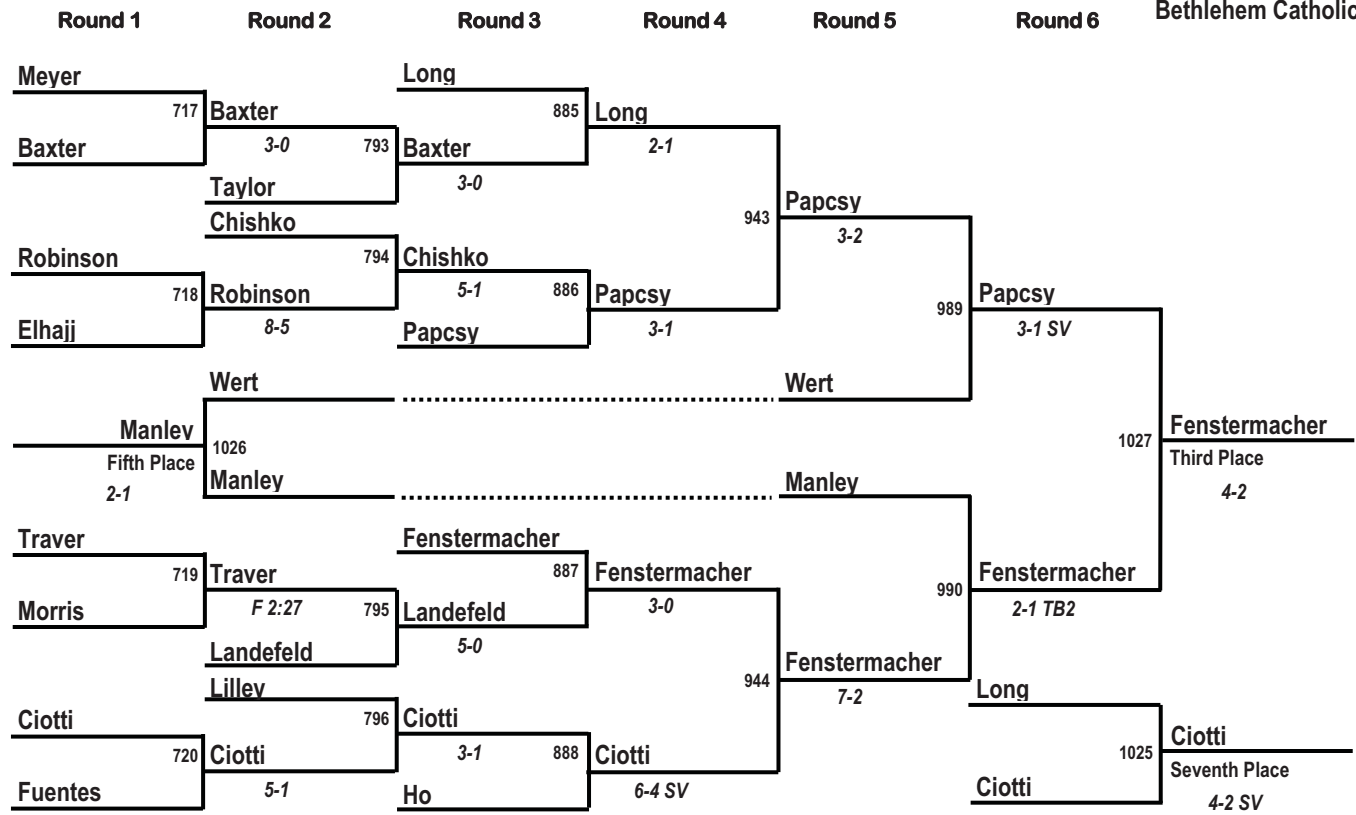 Bethlehem Catholic
Round 1 Round 2 Round 3 Round 4 Round 5 Round 6
Meyer
Long
717 Baxter
885 Long
Baxter
3-0
793 Baxter
2-1
Taylor
3-0
Papcsy
Chishko
943
3-2
Robinson
794 Chishko
718 Robinson
5-1
886 Papcsy
989 Papcsy
Elhajj
8-5
Papcsy
3-1
3-1 SV
Wert
Wert
Manley
1026
1027 Fenstermacher
Fifth Place
Third Place
2-1
Manley
Manley
4-2
Traver
Fenstermacher
719 Traver
887 Fenstermacher
990 Fenstermacher
Morris
F 2:27
795 Landefeld
3-0
2-1 TB2
Landefeld
5-0
Fenstermacher
Lilley
944
7-2
Long
Ciotti
796 Ciotti
Ciotti
720 Ciotti
3-1
888 Ciotti
1025
Seventh Place
Fuentes
5-1
Ho
6-4 SV
Ciotti
4-2 SV